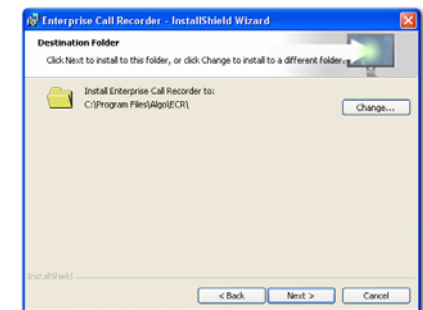 Enterprise Call Recorder - InstallShield Wizard
Destination Folder
Click Next to install to this folder, or click Change to install to a different folder.
Install Enterprise Call Recorder to:
C:\Program Files\Algo\ECR\
Change...
InstallShield
< Back
Next >
Cancel